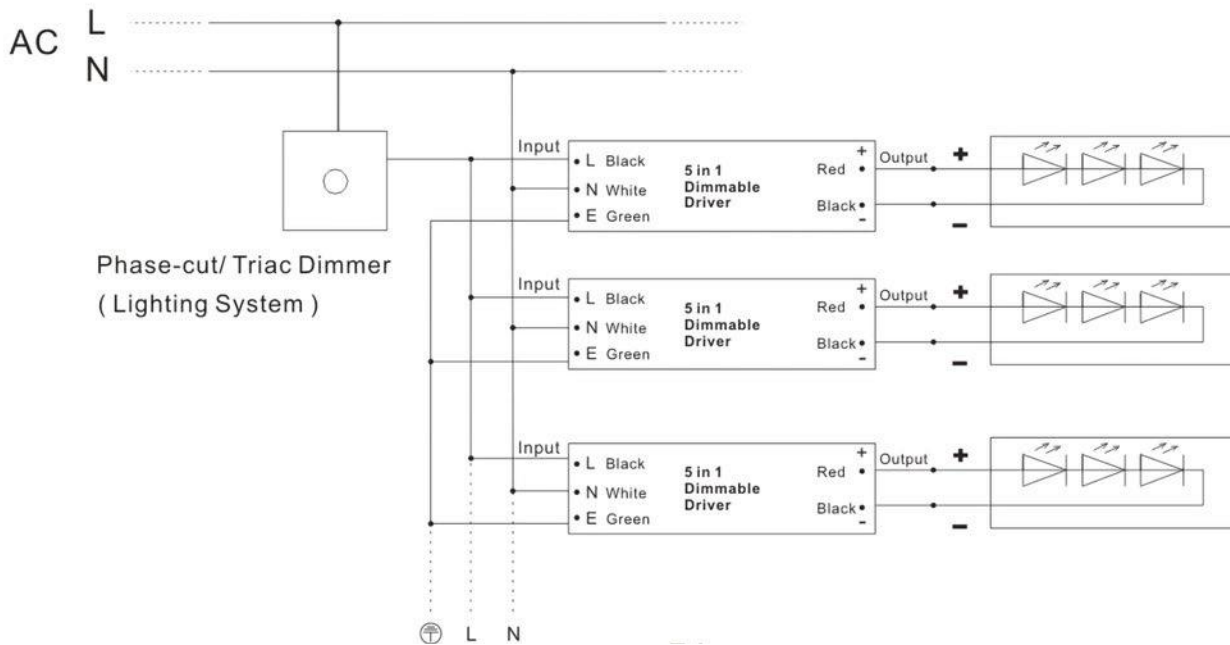 AC
L
N
Phase-cut/ Triac Dimmer
( Lighting System )
Input
L Black
N White
E Green
5 in 1
Dimmable
Driver
+
Red
Black
-
Output
+
−
Input
L Black
N White
E Green
5 in 1
Dimmable
Driver
+
Red
Black
-
Output
+
−
Input
L Black
N White
E Green
5 in 1
Dimmable
Driver
+
Red
Black
-
Output
+
−
L
N